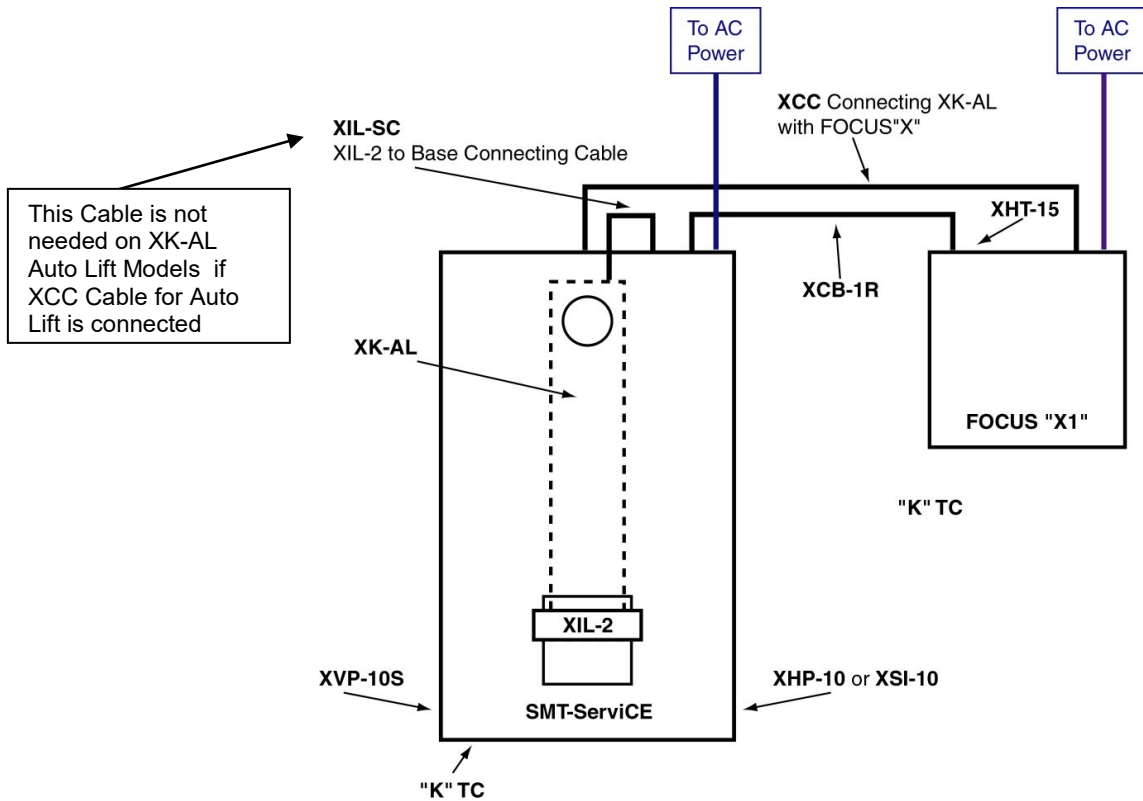 To AC
Power
To AC
Power
XCC Connecting XK-AL
with FOCUS"X"
XIL-SC
XIL-2 to Base Connecting Cable
This Cable is not
needed on XK-AL
Auto Lift Models if
XCC Cable for Auto
Lift is connected
XHT-15
XCB-1R
XK-AL
FOCUS "X1"
"K" TC
XIL-2
XVP-10S
XHP-10 or XSI-10
SMT-ServiCE
"K" TC